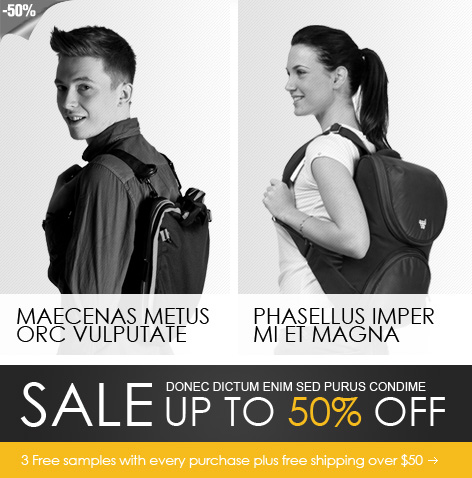 -50%
MAECENAS METUS
ORC VULPUTATE
PHASELLUS IMPER
MI ET MAGNA
SALE
DONEC DICTUM ENIM SED PURUS CONDIME
UP TO 50% OFF
3 Free samples with every purchase plus free shipping over $50 →